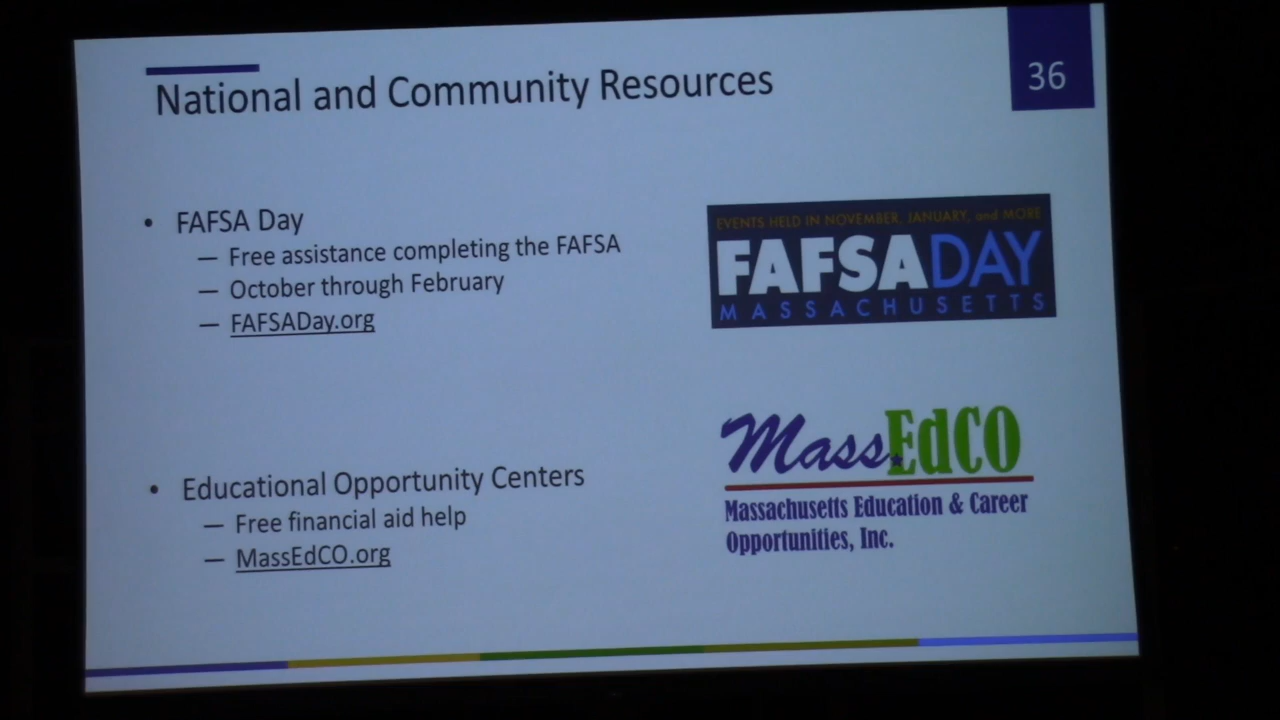 National and Community Resources
36
• FAFSA Day
— Free assistance completing the FAFSA
— October through February
— FAFSADay.org
EVENTS HELD IN NOVEMBER, JANUARY, and MORE
FAFSADAY
MASSACHUSETTS
• Educational Opportunity Centers
— Free financial aid help
— MassEdCO.org
MassEdCO
Massachusetts Education & Career
Opportunities, Inc.